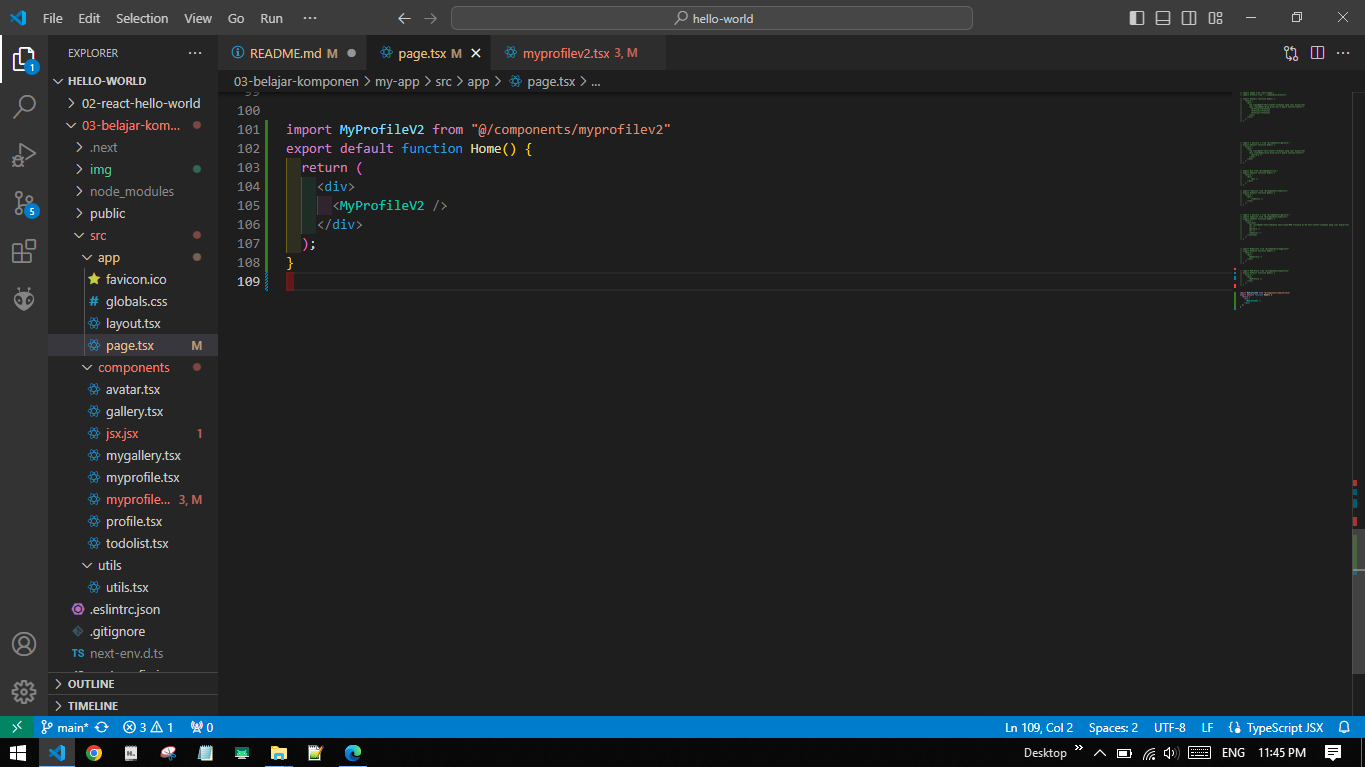 File Edit Selection View Go Run ···
hello-world
EXPLORER ···
HELLO-WORLD
02-react-hello-world
03-belajar-kom...
.next
img
node_modules
public
src
app
favicon.ico
globals.css
layout.tsx
page.tsx M
components
avatar.tsx
gallery.tsx
jsx.jsx 1
mygallery.tsx
myprofile.tsx
myprofile... 3, M
profile.tsx
todolist.tsx
utils
utils.tsx
.eslintrc.json
.gitignore
TS next-env.d.ts
OUTLINE
TIMELINE
1
5
README.md M
page.tsx M
myprofilev2.tsx 3, M
03-belajar-komponen > my-app > src > app > page.tsx > ...
100
101 import MyProfileV2 from "@/components/myprofilev2"
102 export default function Home() {
103 return (
104 <div>
105 <MyProfileV2 />
106 </div>
107 );
108 }
109
main* 3 1 0 Ln 109, Col 2 Spaces: 2 UTF-8 LF TypeScript JSX
Desktop ENG 11:45 PM